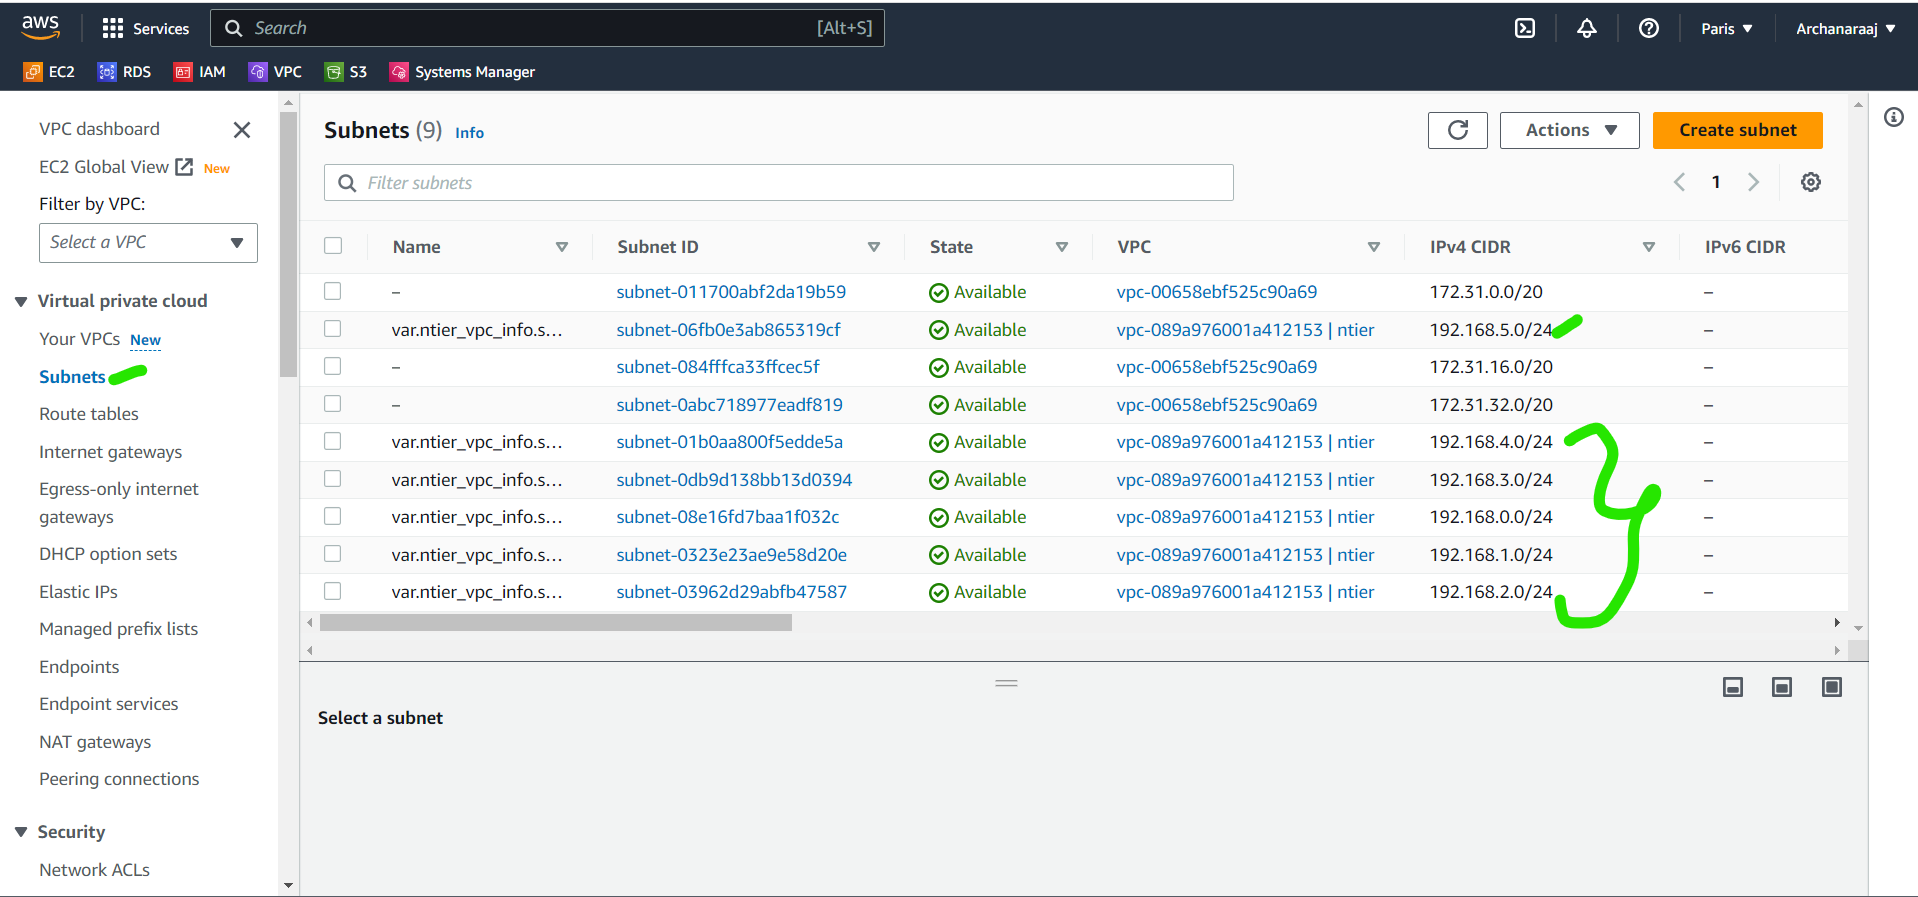 aws Services Search [Alt+S] Paris Archanaraaj
EC2 RDS IAM VPC S3 Systems Manager
VPC dashboard
EC2 Global View New
Filter by VPC:
Select a VPC
Virtual private cloud
Your VPCs New
Subnets
Route tables
Internet gateways
Egress-only internet
gateways
DHCP option sets
Elastic IPs
Managed prefix lists
Endpoints
Endpoint services
NAT gateways
Peering connections
Security
Network ACLs
Subnets (9) Info Actions Create subnet
Filter subnets 1
Name Subnet ID State VPC IPv4 CIDR IPv6 CIDR
– subnet-011700abf2da19b59 Available vpc-00658ebf525c90a69 172.31.0.0/20 –
var.ntier_vpc_info.s... subnet-06fb0e3ab865319cf Available vpc-089a976001a412153 | ntier 192.168.5.0/24 –
– subnet-084fffca33ffcec5f Available vpc-00658ebf525c90a69 172.31.16.0/20 –
– subnet-0abc718977eadf819 Available vpc-00658ebf525c90a69 172.31.32.0/20 –
var.ntier_vpc_info.s... subnet-01b0aa800f5edde5a Available vpc-089a976001a412153 | ntier 192.168.4.0/24 –
var.ntier_vpc_info.s... subnet-0db9d138bb13d0394 Available vpc-089a976001a412153 | ntier 192.168.3.0/24 –
var.ntier_vpc_info.s... subnet-08e16fd7baa1f032c Available vpc-089a976001a412153 | ntier 192.168.0.0/24 –
var.ntier_vpc_info.s... subnet-0323e23ae9e58d20e Available vpc-089a976001a412153 | ntier 192.168.1.0/24 –
var.ntier_vpc_info.s... subnet-03962d29abfb47587 Available vpc-089a976001a412153 | ntier 192.168.2.0/24 –
Select a subnet